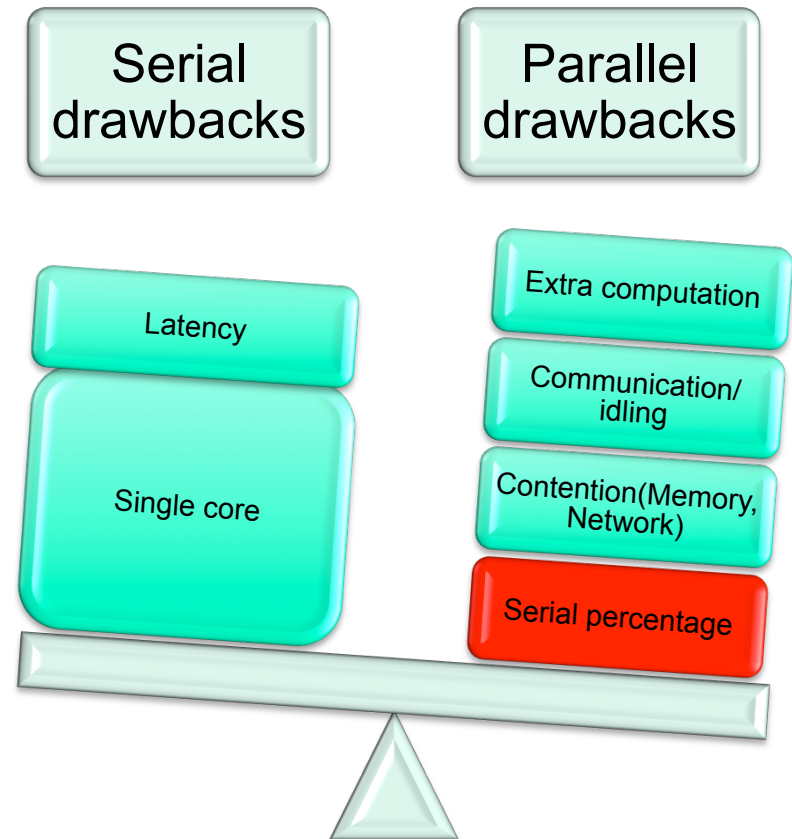 Serial
drawbacks
Parallel
drawbacks
Latency
Single core
Extra computation
Communication/
idling
Contention(Memory,
Network)
Serial percentage